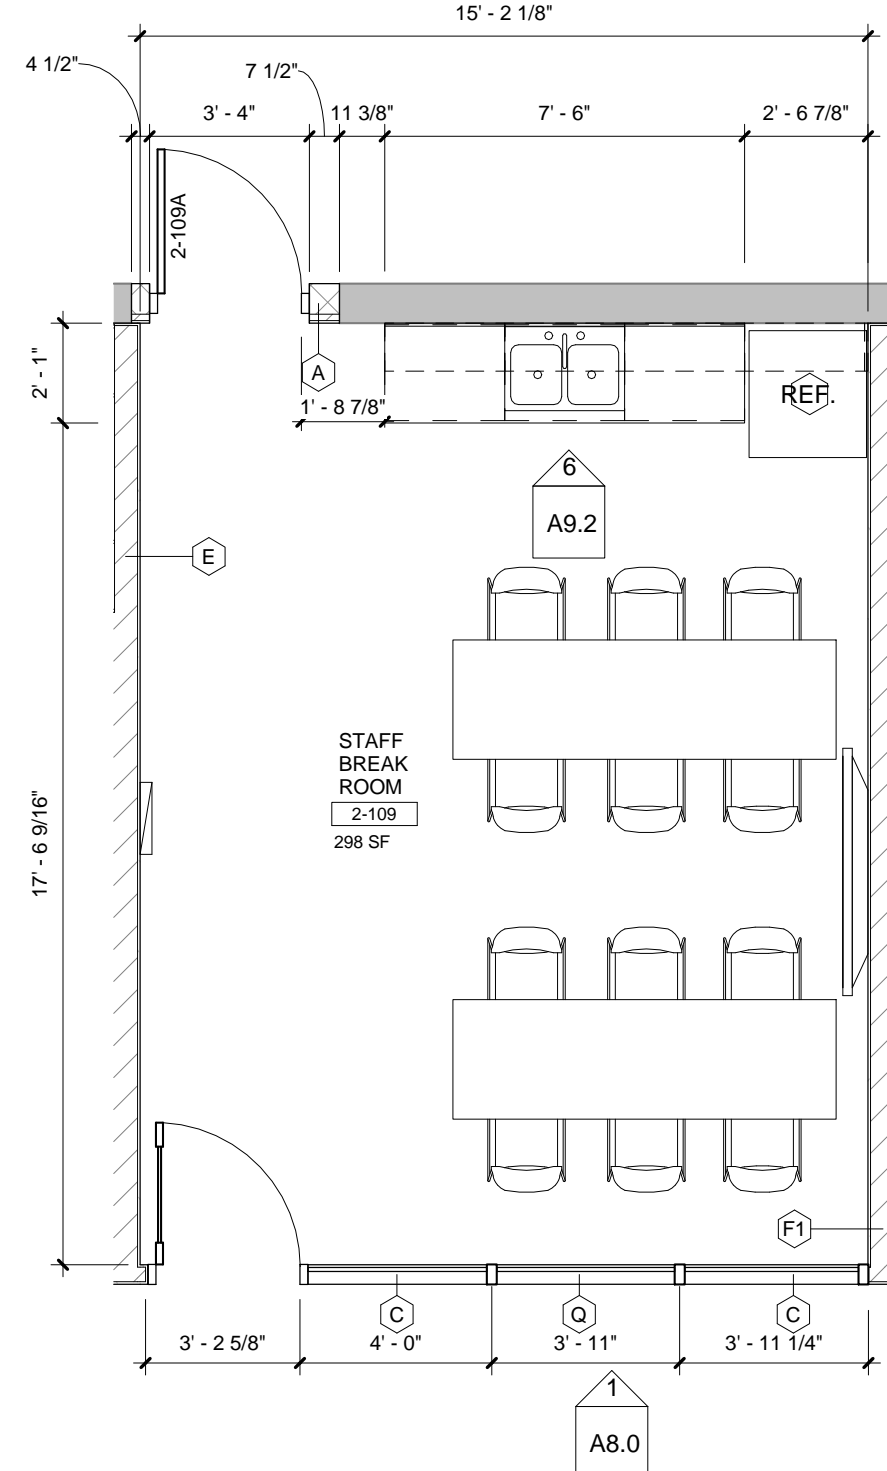 15' - 2 1/8"
4 1/2"
7 1/2"
3' - 4"
11 3/8"
7' - 6"
2' - 6 7/8"
2-109A
2' - 1"
A
REF.
1' - 8 7/8"
6
A9.2
E
STAFF
BREAK
ROOM
2-109
298 SF
17' - 6 9/16"
F1
C
Q
C
3' - 2 5/8"
4' - 0"
3' - 11"
3' - 11 1/4"
1
A8.0